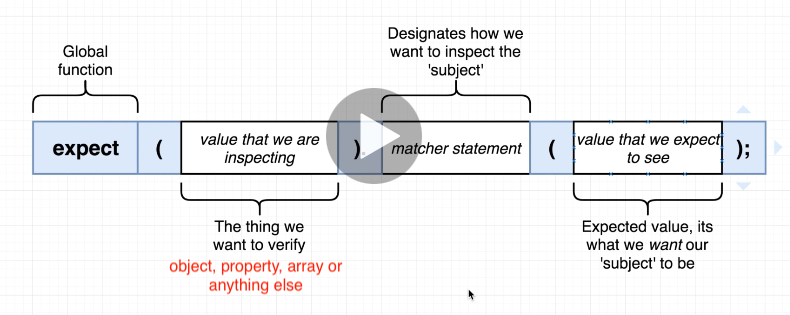 Global
function
Designates how we
want to inspect the
'subject'
expect ( value that we are
inspecting ). matcher statement ( value that we expect
to see );
The thing we
want to verify
object, property, array or
anything else
Expected value, its
what we want our
'subject' to be